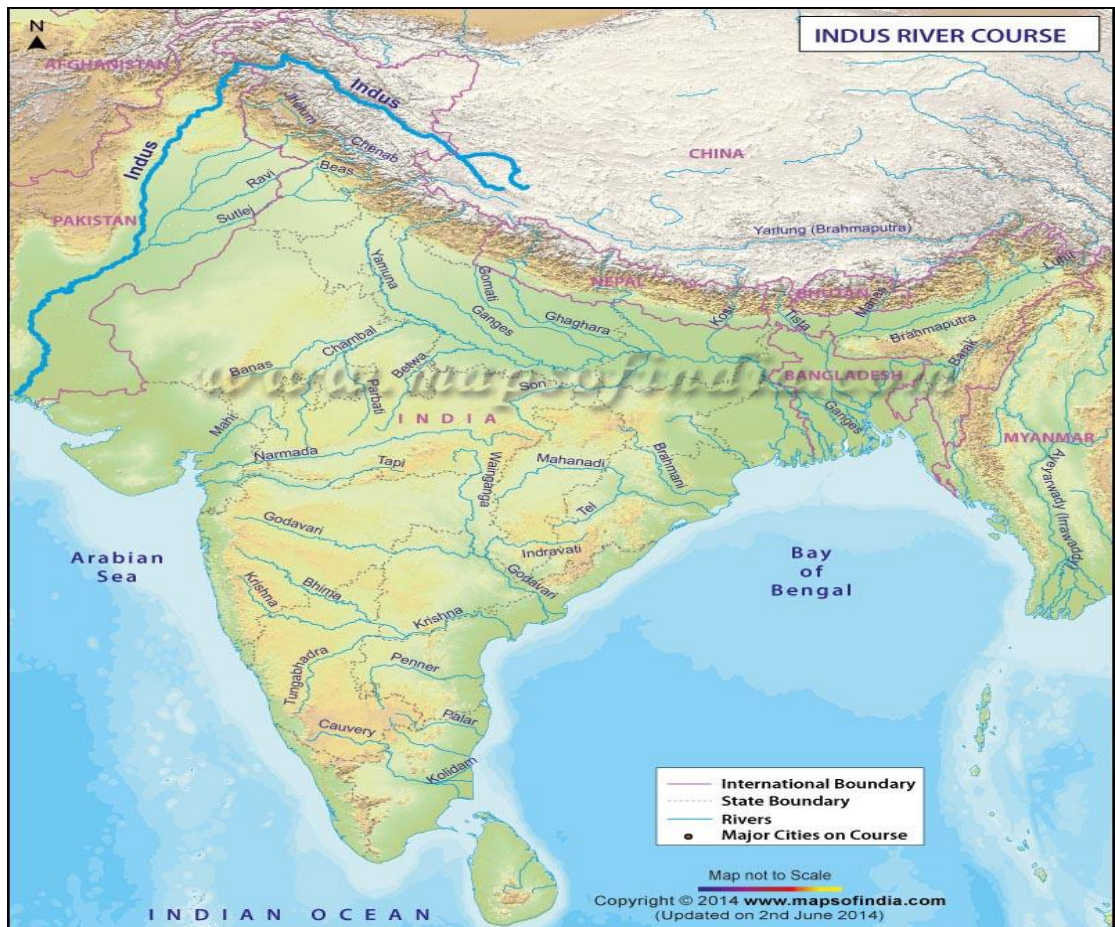 N
INDUS RIVER COURSE
AFGHANISTAN
Indus
Jhelum
Chenab
CHINA
Indus
Ravi
Beas
Sutlej
PAKISTAN
Yarlung (Brahmaputra)
Yamuna
Gomati
Ganges
Ghaghara
NEPAL
Kosi
Tista
BHUTAN
Manas
Luhit
Brahmaputra
Barak
Banas
Chambal
Betwa
Parbati
Son
www.mapsofindia.com
BANGLADESH
Ganges
Mahi
INDIA
MYANMAR
Narmada
Tapi
Wainganga
Mahanadi
Brahmani
Ayeyarwady (Irrawaddy)
Tel
Godavari
Indravati
Godavari
Arabian
Sea
Bay
of
Bengal
Krishna
Bhima
Krishna
Tungabhadra
Penner
Palar
Cauvery
Kolidam
International Boundary
State Boundary
Rivers
Major Cities on Course
Map not to Scale
Copyright © 2014 www.mapsofindia.com
(Updated on 2nd June 2014)
INDIAN OCEAN